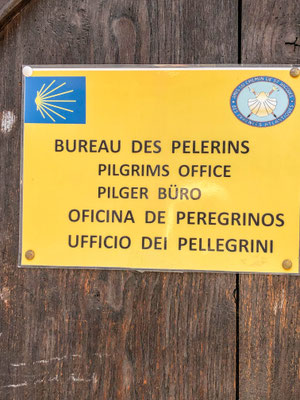 BUREAU DES PELERINS
PILGRIMS OFFICE
PILGER BÜRO
OFICINA DE PEREGRINOS
UFFICIO DEI PELLEGRINI